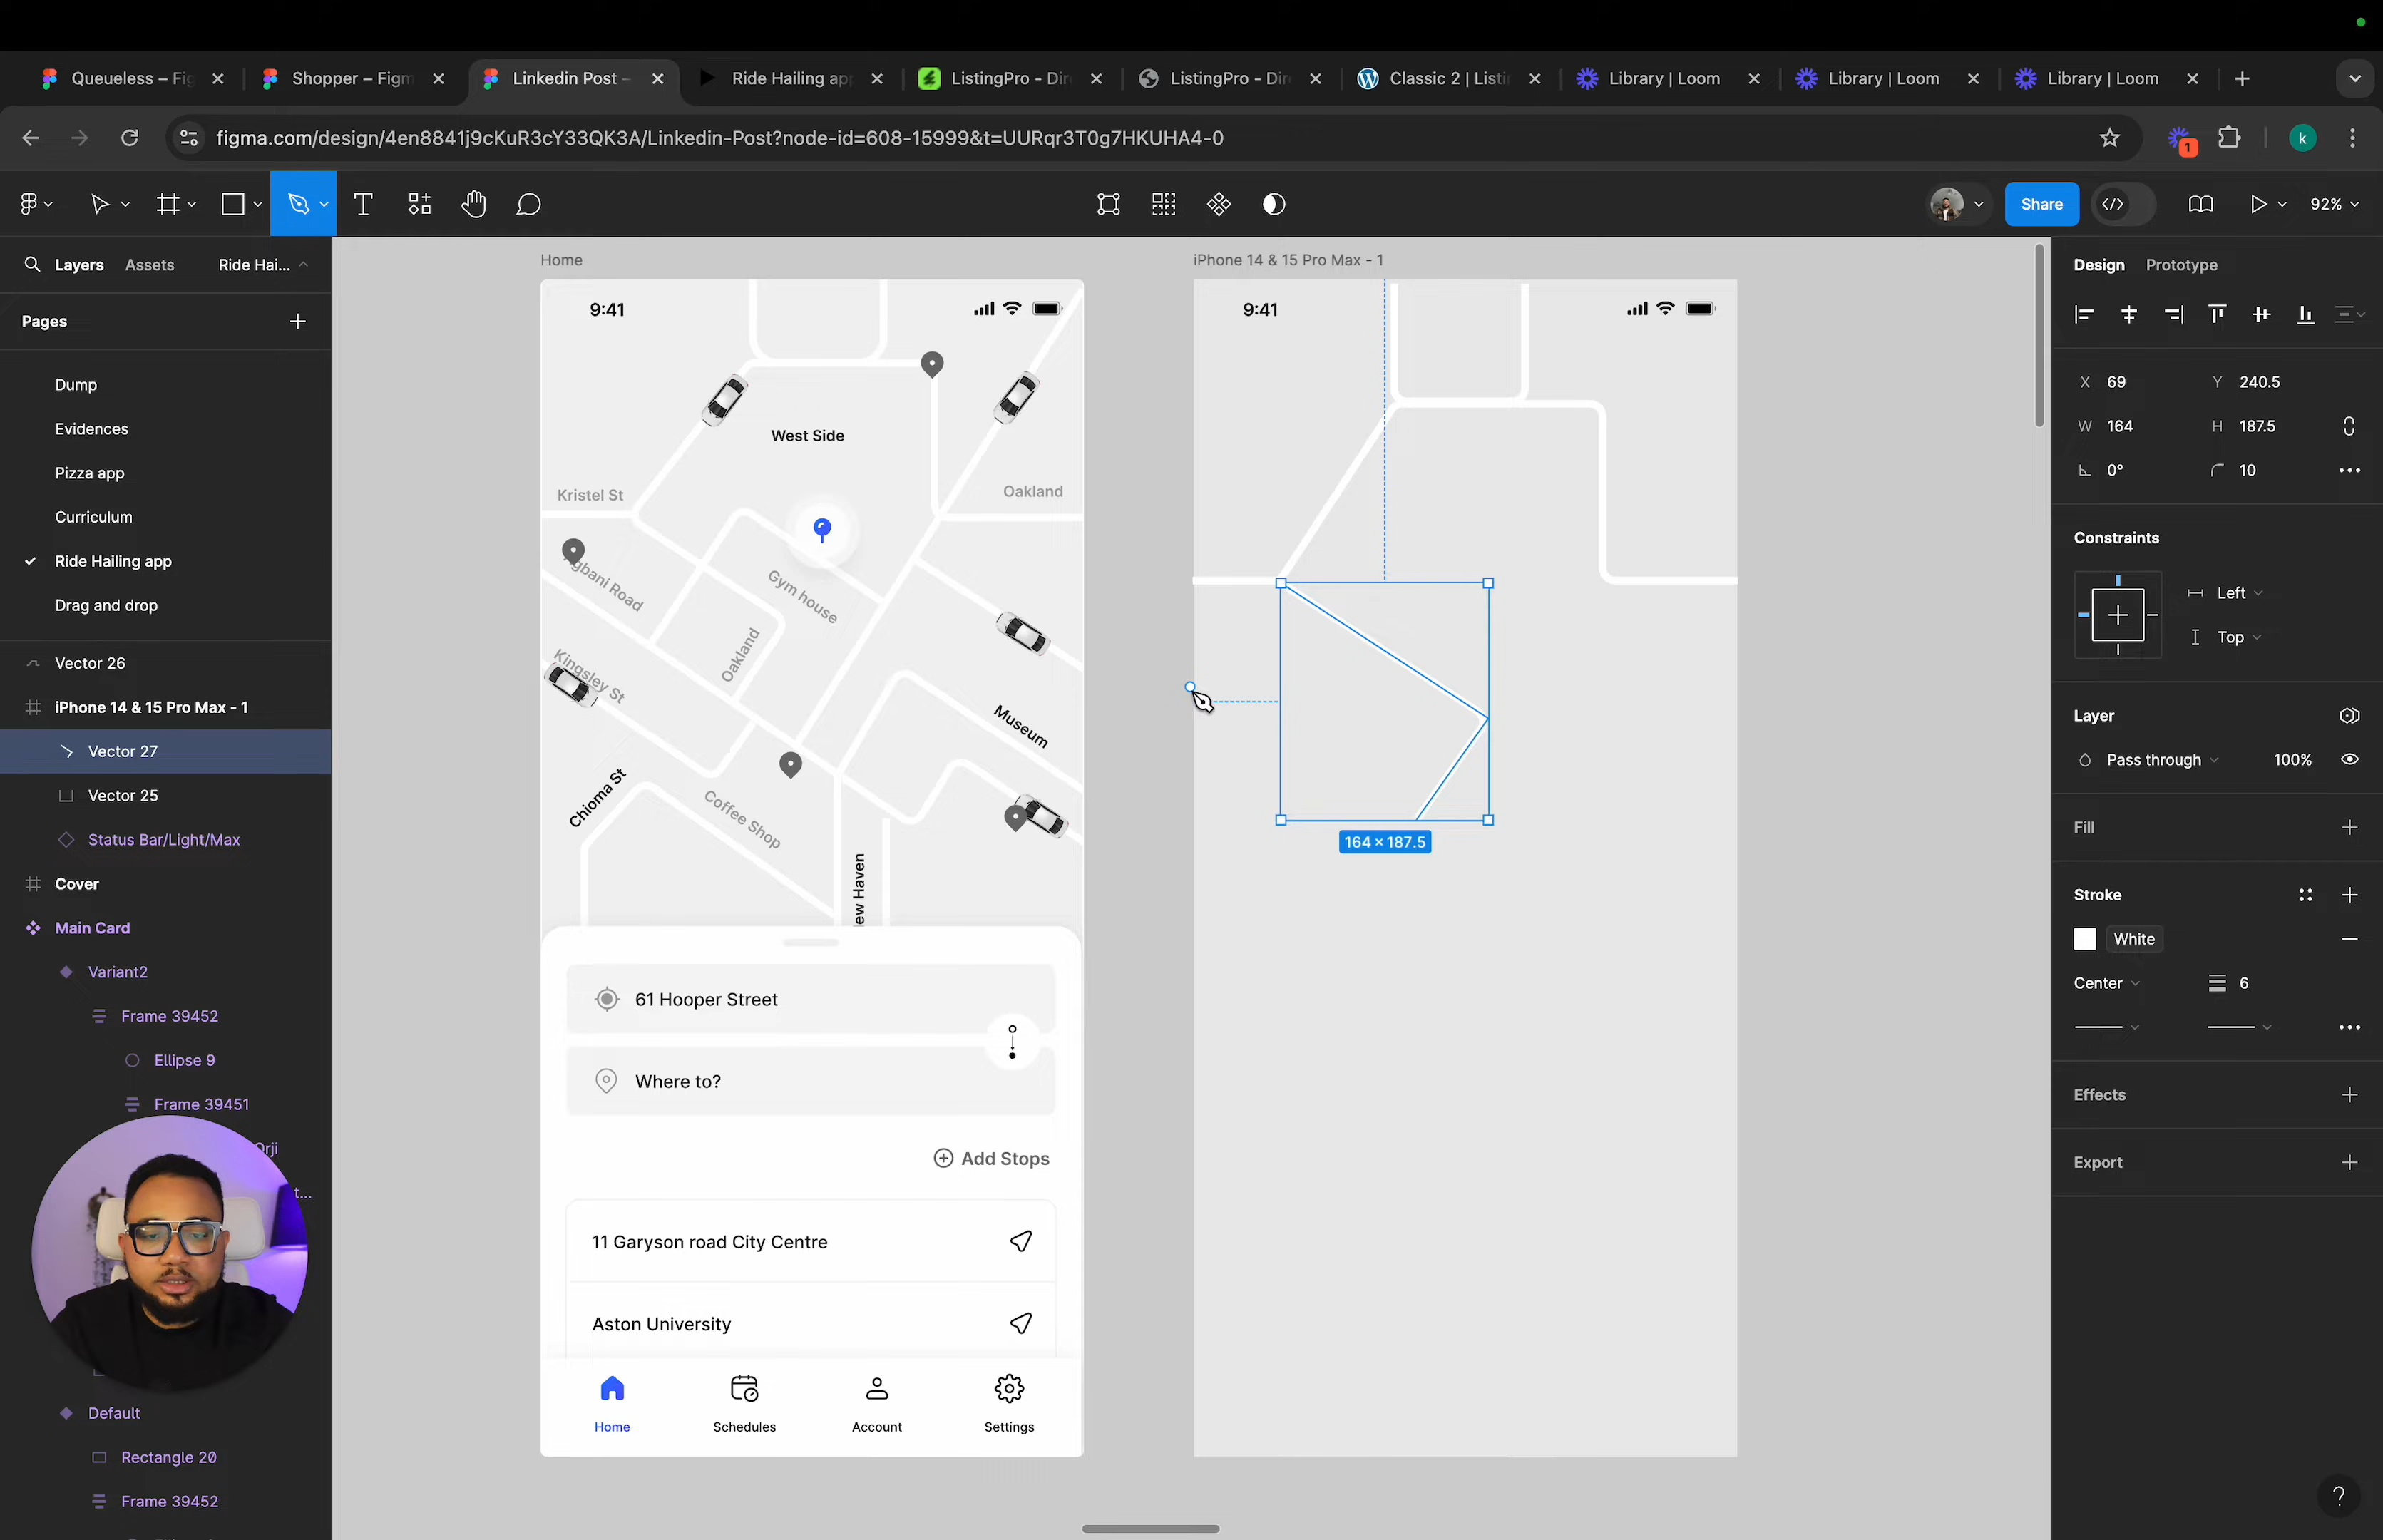 Queueless – Fig
Shopper – Figm
Linkedin Post –
Ride Hailing app
ListingPro - Dir
ListingPro - Dir
Classic 2 | Listi
Library | Loom
Library | Loom
Library | Loom
figma.com/design/4en8841j9cKuR3cY33QK3A/Linkedin-Post?node-id=608-15999&t=UURqr3T0g7HKUHA4-0
1
k
Share
92%
Layers
Assets
Ride Hai...
Pages
Dump
Evidences
Pizza app
Curriculum
Ride Hailing app
Drag and drop
Vector 26
iPhone 14 & 15 Pro Max - 1
Vector 27
Vector 25
Status Bar/Light/Max
Cover
Main Card
Variant2
Frame 39452
Ellipse 9
Frame 39451
Orji
t...
Default
Rectangle 20
Frame 39452
Home
9:41
West Side
Kristel St
Oakland
Igbani Road
Gym house
Oakland
Kingsley St
Museum
Chioma St
Coffee Shop
ew Haven
61 Hooper Street
Where to?
Add Stops
11 Garyson road City Centre
Aston University
Home
Schedules
Account
Settings
iPhone 14 & 15 Pro Max - 1
9:41
164 × 187.5
Design
Prototype
X 69
Y 240.5
W 164
H 187.5
0°
10
Constraints
Left
Top
Layer
Pass through
100%
Fill
Stroke
White
Center
6
Effects
Export
?